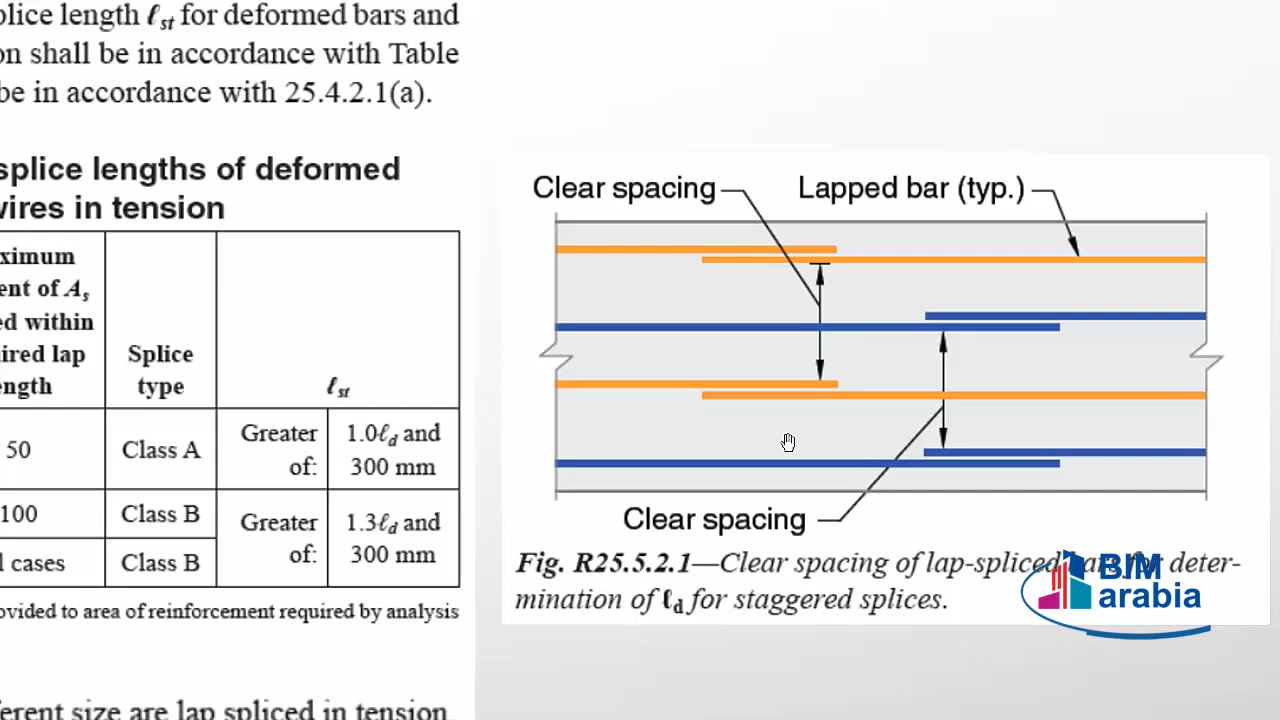 plice length ℓst for deformed bars and
on shall be in accordance with Table
be in accordance with 25.4.2.1(a).
splice lengths of deformed
wires in tension
ximum
ent of As
ed within
ired lap
ength
Splice
type
ℓst
50
Class A
Greater
of:
1.0ℓd and
300 mm
100
Class B
Greater
of:
1.3ℓd and
300 mm
l cases
Class B
ovided to area of reinforcement required by analysis
ferent size are lap spliced in tension
Clear spacing
Lapped bar (typ.)
Clear spacing
Fig. R25.5.2.1—Clear spacing of lap-spliced bars for deter-
mination of ℓd for staggered splices.
BIM
arabia